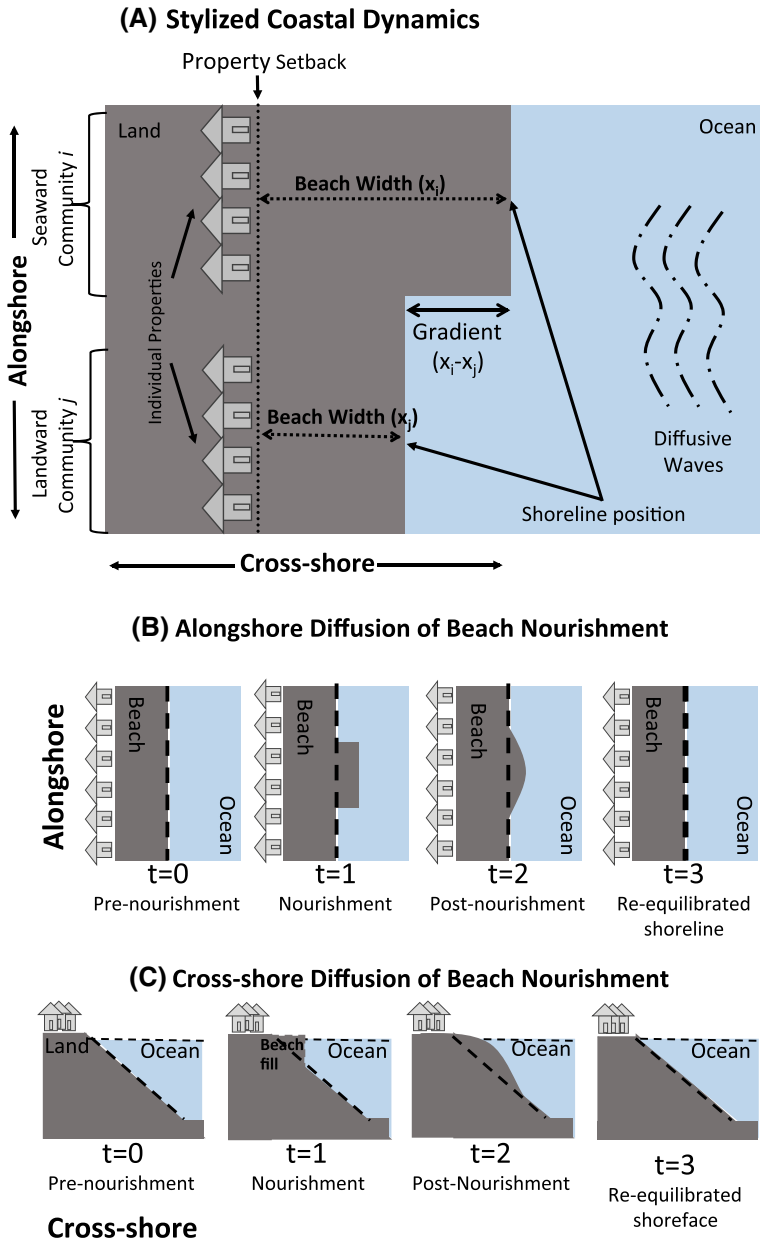 (A) Stylized Coastal Dynamics
Property Setback
Land
Ocean
Alongshore
Seaward
Community i
Beach Width (xi)
Individual Properties
Gradient
(xi-xj)
Landward
Community j
Beach Width (xj)
Diffusive
Waves
Shoreline position
Cross-shore
(B) Alongshore Diffusion of Beach Nourishment
Alongshore
Beach
Ocean
t=0
Pre-nourishment
Beach
Ocean
t=1
Nourishment
Beach
Ocean
t=2
Post-nourishment
Beach
Ocean
t=3
Re-equilibrated
shoreline
(C) Cross-shore Diffusion of Beach Nourishment
Land
Ocean
t=0
Pre-nourishment
Beach
fill
Ocean
t=1
Nourishment
Ocean
t=2
Post-Nourishment
Ocean
t=3
Re-equilibrated
shoreface
Cross-shore